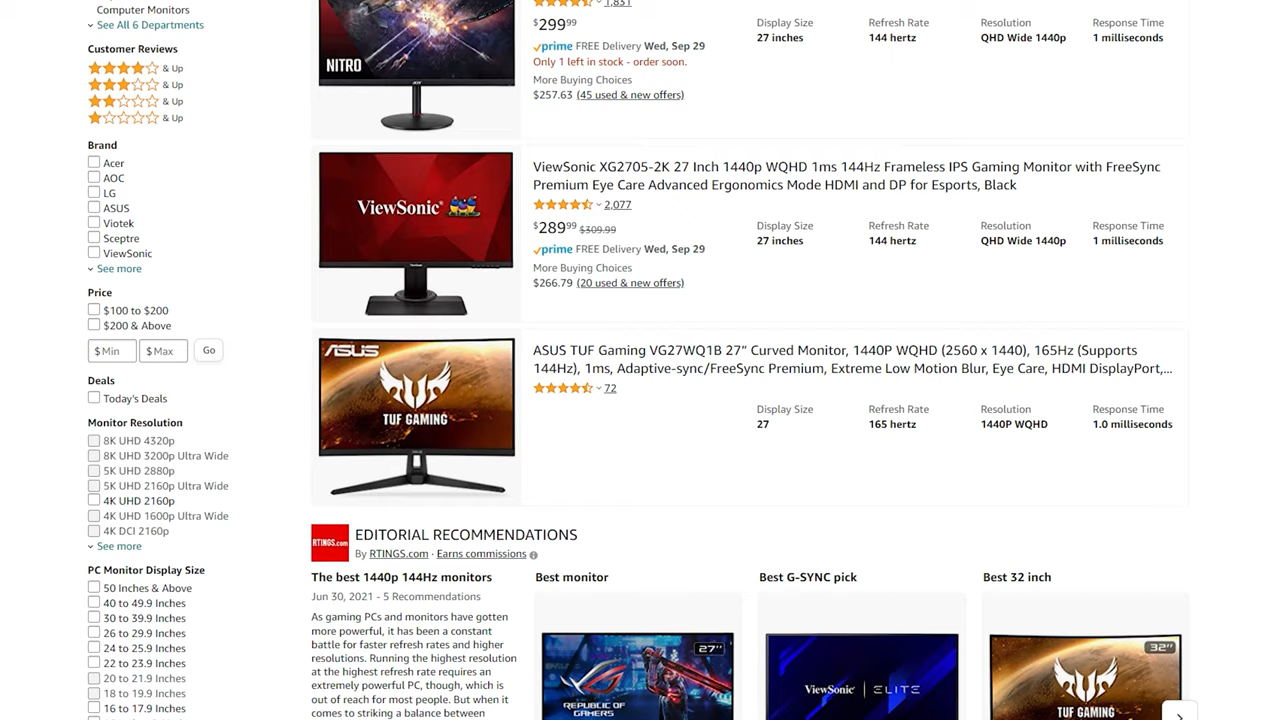 Computer Monitors
See All 6 Departments
Customer Reviews
& Up
& Up
& Up
& Up
Brand
Acer
AOC
LG
ASUS
Viotek
Sceptre
ViewSonic
See more
Price
$100 to $200
$200 & Above
$ Min $ Max Go
Deals
Today's Deals
Monitor Resolution
8K UHD 4320p
8K UHD 3200p Ultra Wide
5K UHD 2880p
5K UHD 2160p Ultra Wide
4K UHD 2160p
4K UHD 1600p Ultra Wide
4K DCI 2160p
See more
PC Monitor Display Size
50 Inches & Above
40 to 49.9 Inches
30 to 39.9 Inches
26 to 29.9 Inches
24 to 25.9 Inches
22 to 23.9 Inches
20 to 21.9 Inches
18 to 19.9 Inches
16 to 17.9 Inches
NITRO
acer
1,831
$299⁹⁹
prime FREE Delivery Wed, Sep 29
Only 1 left in stock - order soon.
More Buying Choices
$257.63 (45 used & new offers)
Display Size Refresh Rate Resolution Response Time
27 inches 144 hertz QHD Wide 1440p 1 milliseconds
ViewSonic
ViewSonic XG2705-2K 27 Inch 1440p WQHD 1ms 144Hz Frameless IPS Gaming Monitor with FreeSync
Premium Eye Care Advanced Ergonomics Mode HDMI and DP for Esports, Black
2,077
$289⁹⁹ $309.99
prime FREE Delivery Wed, Sep 29
More Buying Choices
$266.79 (20 used & new offers)
Display Size Refresh Rate Resolution Response Time
27 inches 144 hertz QHD Wide 1440p 1 milliseconds
ASUS
TUF GAMING
ASUS TUF Gaming VG27WQ1B 27” Curved Monitor, 1440P WQHD (2560 x 1440), 165Hz (Supports
144Hz), 1ms, Adaptive-sync/FreeSync Premium, Extreme Low Motion Blur, Eye Care, HDMI DisplayPort,...
72
Display Size Refresh Rate Resolution Response Time
27 165 hertz 1440P WQHD 1.0 milliseconds
RTINGS.com
EDITORIAL RECOMMENDATIONS
By RTINGS.com · Earns commissions
The best 1440p 144Hz monitors
Jun 30, 2021 - 5 Recommendations
As gaming PCs and monitors have gotten
more powerful, it has been a constant
battle for faster refresh rates and higher
resolutions. Running the highest resolution
at the highest refresh rate requires an
extremely powerful PC, though, which is
out of reach for most people. But when it
comes to striking a balance between
Best monitor
27"
REPUBLIC OF
GAMERS
Best G-SYNC pick
ViewSonic | ELITE
Best 32 inch
32"
TUF GAMING